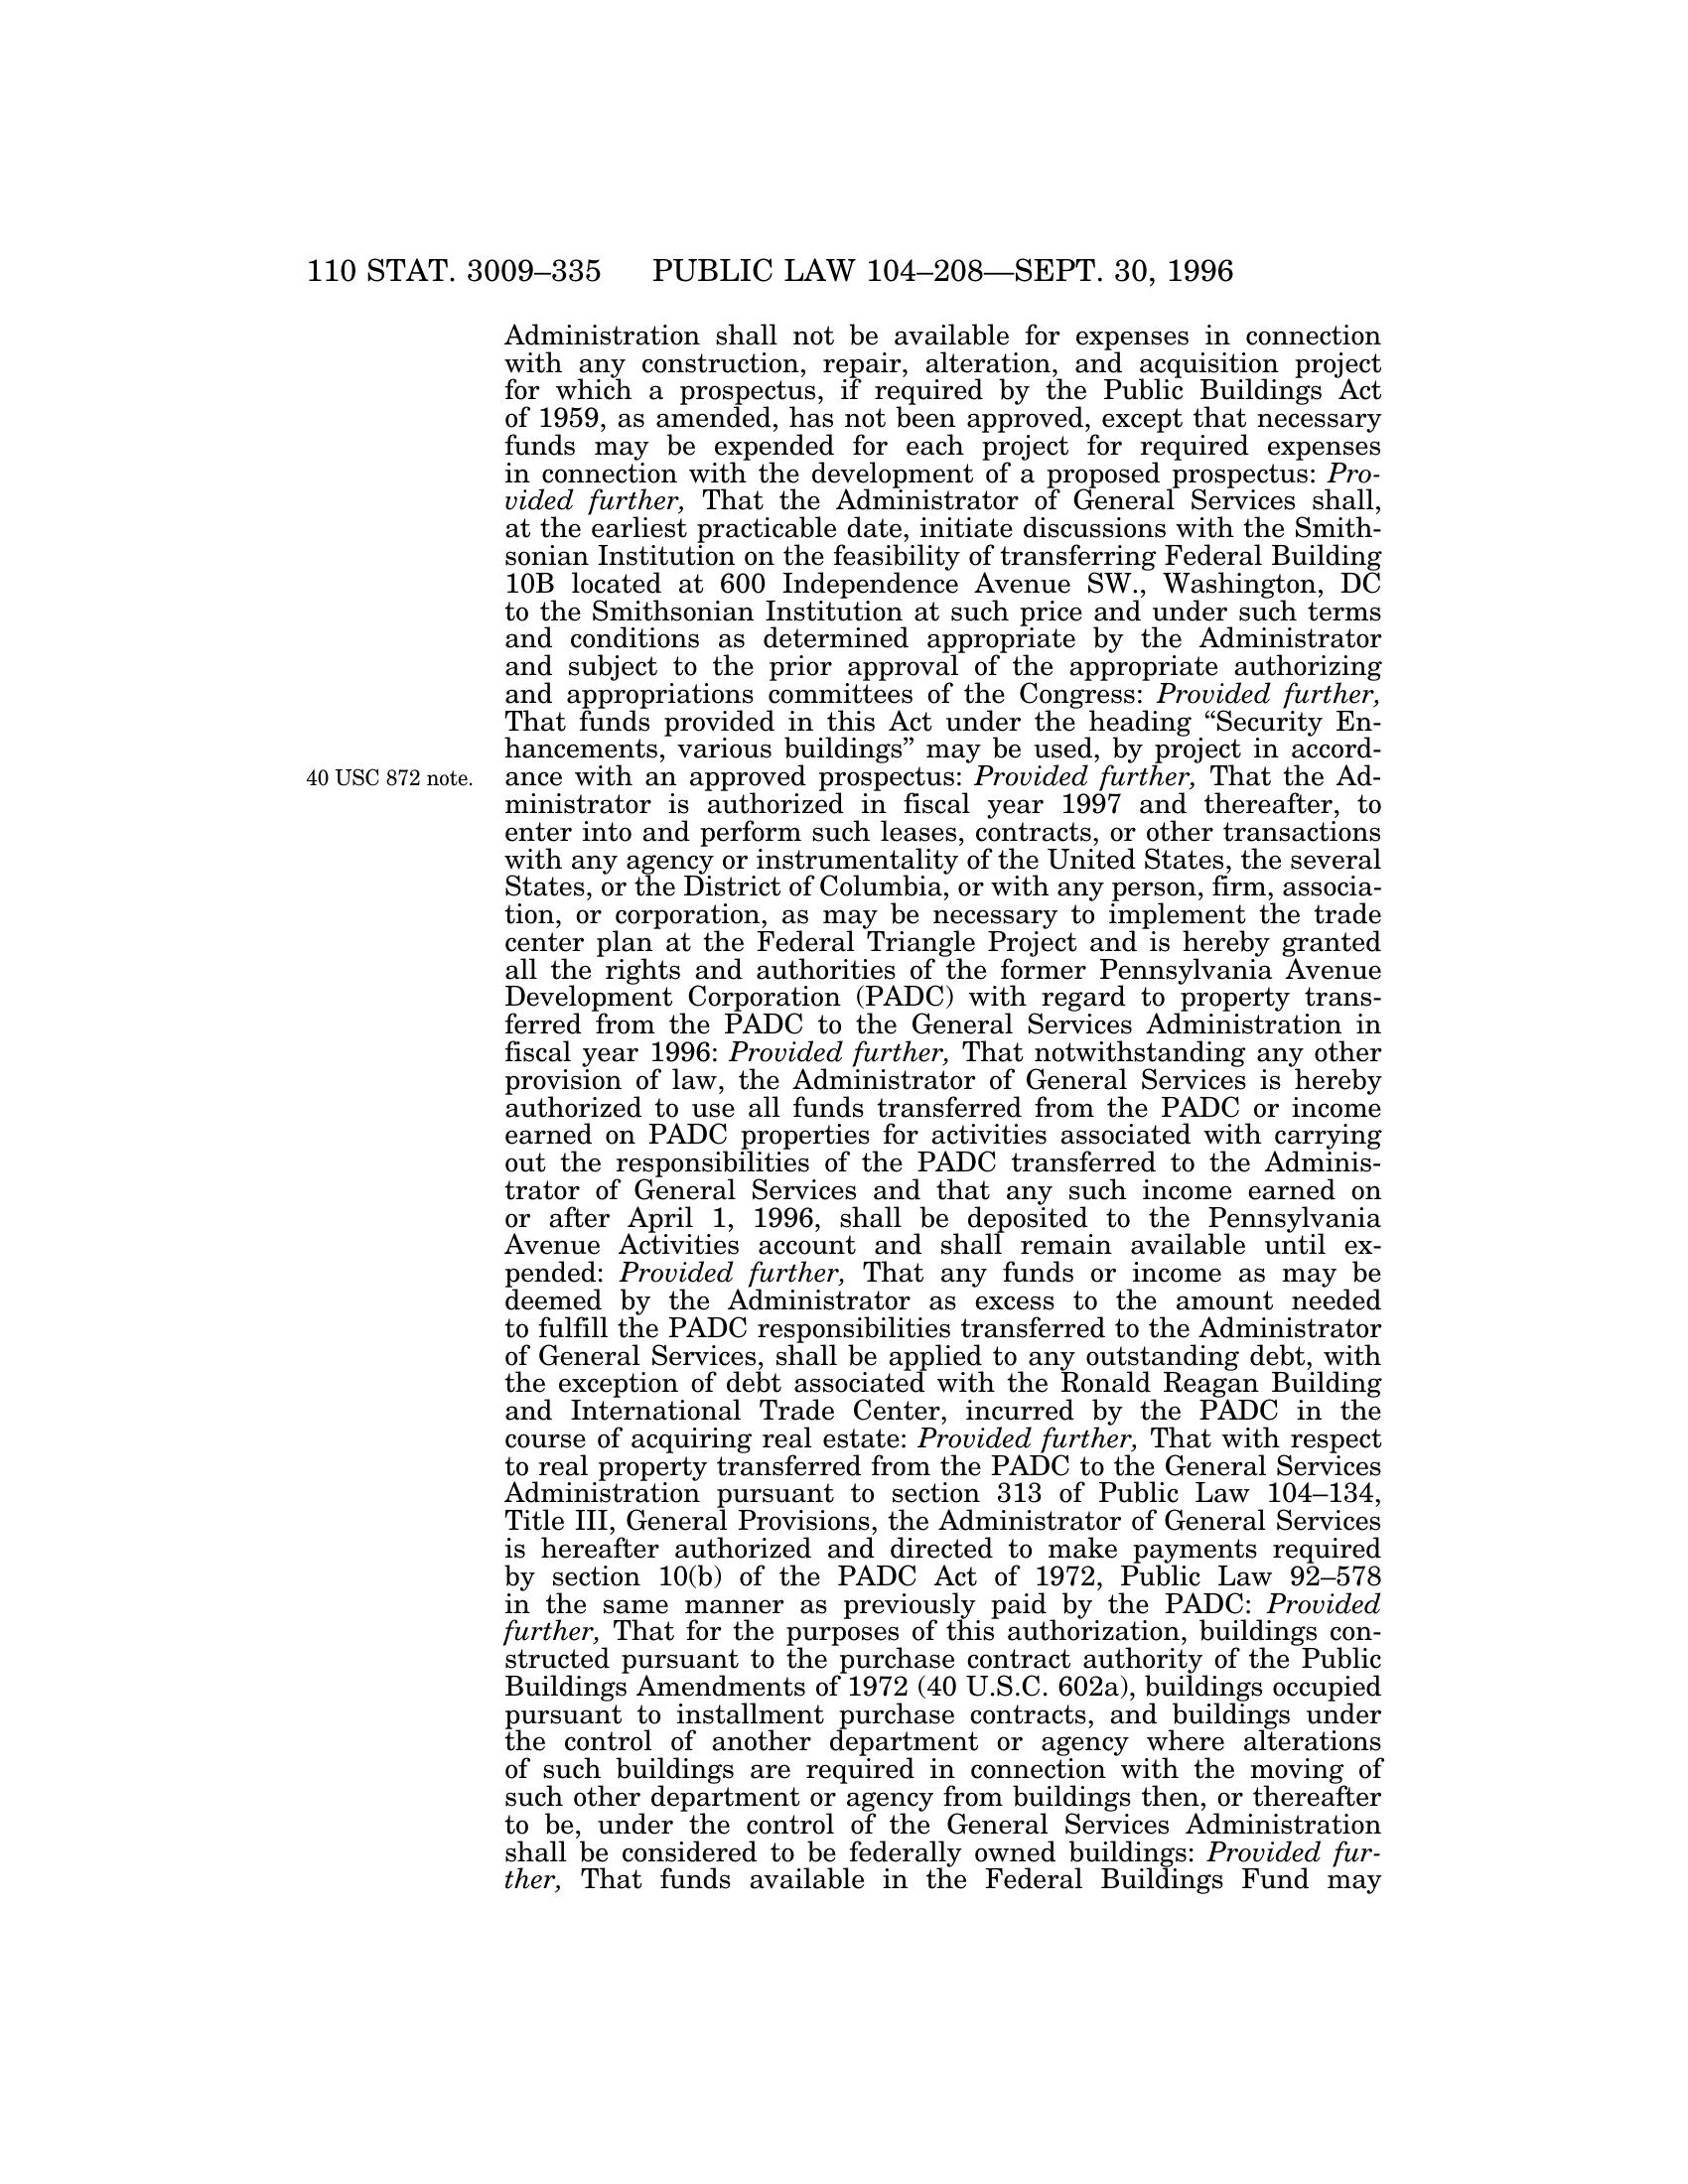 110 STAT. 3009–335 PUBLIC LAW 104–208—SEPT. 30, 1996
Administration shall not be available for expenses in connection
with any construction, repair, alteration, and acquisition project
for which a prospectus, if required by the Public Buildings Act
of 1959, as amended, has not been approved, except that necessary
funds may be expended for each project for required expenses
in connection with the development of a proposed prospectus: Pro-
vided further, That the Administrator of General Services shall,
at the earliest practicable date, initiate discussions with the Smith-
sonian Institution on the feasibility of transferring Federal Building
10B located at 600 Independence Avenue SW., Washington, DC
to the Smithsonian Institution at such price and under such terms
and conditions as determined appropriate by the Administrator
and subject to the prior approval of the appropriate authorizing
and appropriations committees of the Congress: Provided further,
That funds provided in this Act under the heading “Security En-
hancements, various buildings” may be used, by project in accord-
40 USC 872 note.
ance with an approved prospectus: Provided further, That the Ad-
ministrator is authorized in fiscal year 1997 and thereafter, to
enter into and perform such leases, contracts, or other transactions
with any agency or instrumentality of the United States, the several
States, or the District of Columbia, or with any person, firm, associa-
tion, or corporation, as may be necessary to implement the trade
center plan at the Federal Triangle Project and is hereby granted
all the rights and authorities of the former Pennsylvania Avenue
Development Corporation (PADC) with regard to property trans-
ferred from the PADC to the General Services Administration in
fiscal year 1996: Provided further, That notwithstanding any other
provision of law, the Administrator of General Services is hereby
authorized to use all funds transferred from the PADC or income
earned on PADC properties for activities associated with carrying
out the responsibilities of the PADC transferred to the Adminis-
trator of General Services and that any such income earned on
or after April 1, 1996, shall be deposited to the Pennsylvania
Avenue Activities account and shall remain available until ex-
pended: Provided further, That any funds or income as may be
deemed by the Administrator as excess to the amount needed
to fulfill the PADC responsibilities transferred to the Administrator
of General Services, shall be applied to any outstanding debt, with
the exception of debt associated with the Ronald Reagan Building
and International Trade Center, incurred by the PADC in the
course of acquiring real estate: Provided further, That with respect
to real property transferred from the PADC to the General Services
Administration pursuant to section 313 of Public Law 104–134,
Title III, General Provisions, the Administrator of General Services
is hereafter authorized and directed to make payments required
by section 10(b) of the PADC Act of 1972, Public Law 92–578
in the same manner as previously paid by the PADC: Provided
further, That for the purposes of this authorization, buildings con-
structed pursuant to the purchase contract authority of the Public
Buildings Amendments of 1972 (40 U.S.C. 602a), buildings occupied
pursuant to installment purchase contracts, and buildings under
the control of another department or agency where alterations
of such buildings are required in connection with the moving of
such other department or agency from buildings then, or thereafter
to be, under the control of the General Services Administration
shall be considered to be federally owned buildings: Provided fur-
ther, That funds available in the Federal Buildings Fund may